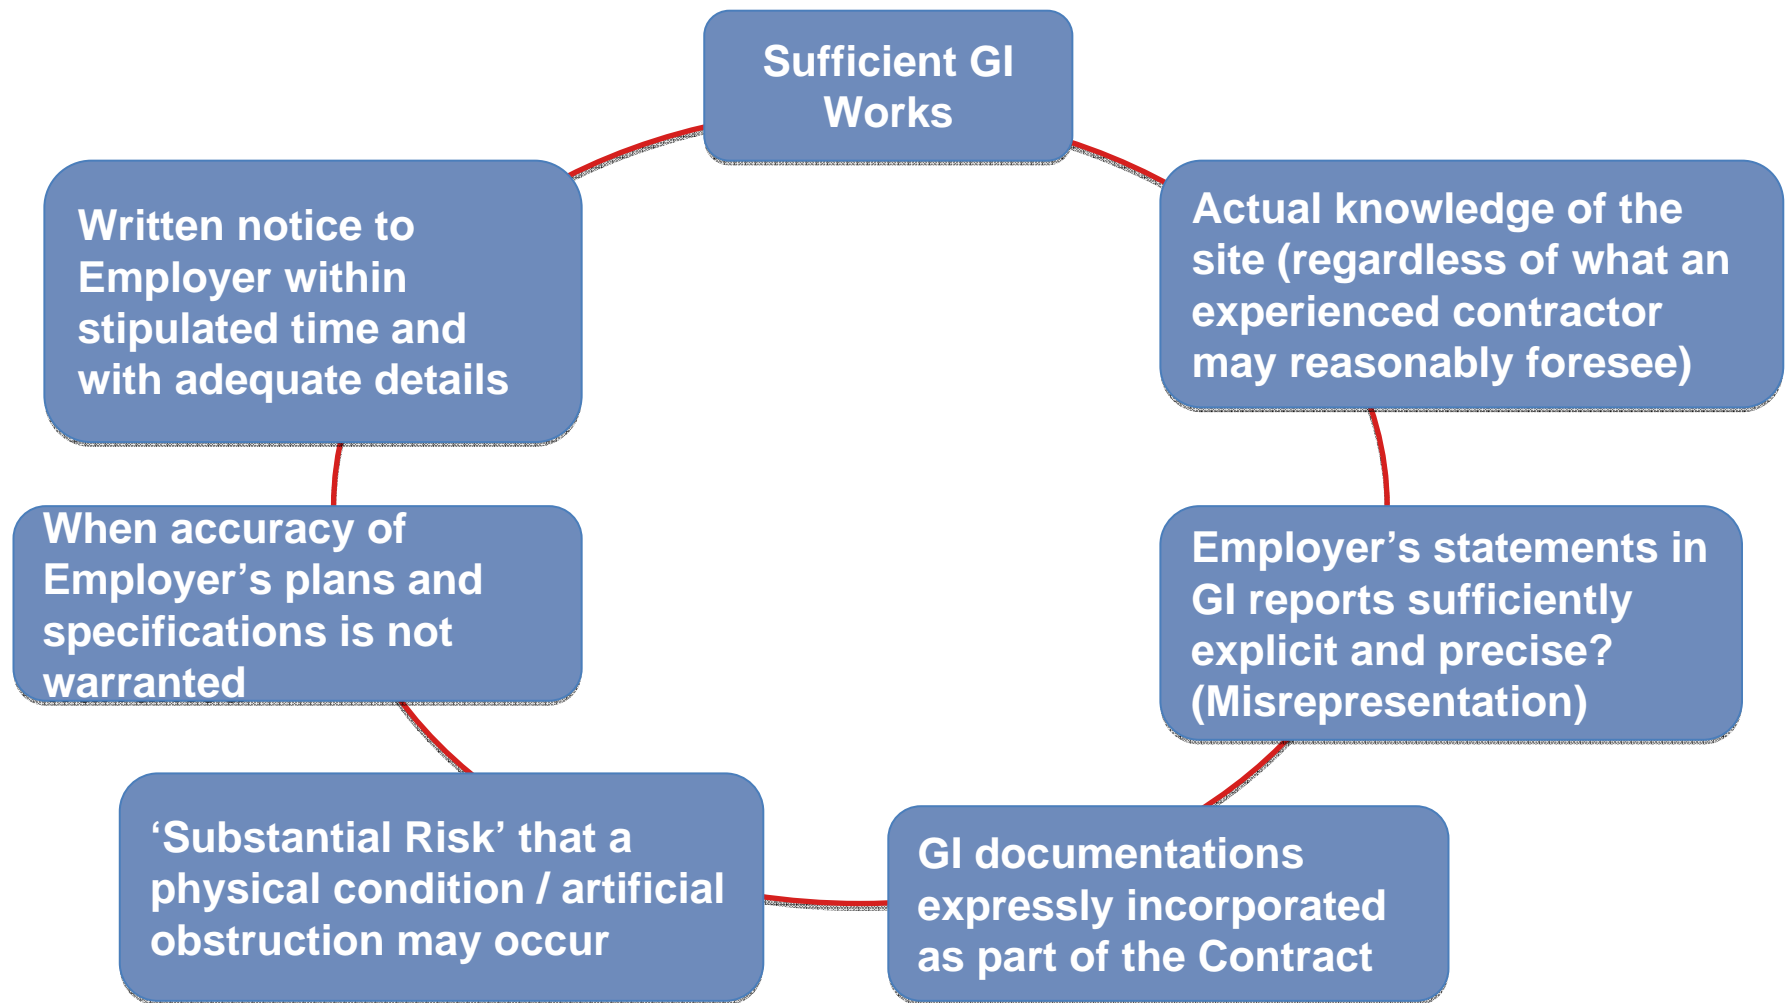 Sufficient GI
Works
Actual knowledge of the
site (regardless of what an
experienced contractor
may reasonably foresee)
Employer’s statements in
GI reports sufficiently
explicit and precise?
(Misrepresentation)
GI documentations
expressly incorporated
as part of the Contract
‘Substantial Risk’ that a
physical condition / artificial
obstruction may occur
When accuracy of
Employer’s plans and
specifications is not
warranted
Written notice to
Employer within
stipulated time and
with adequate details